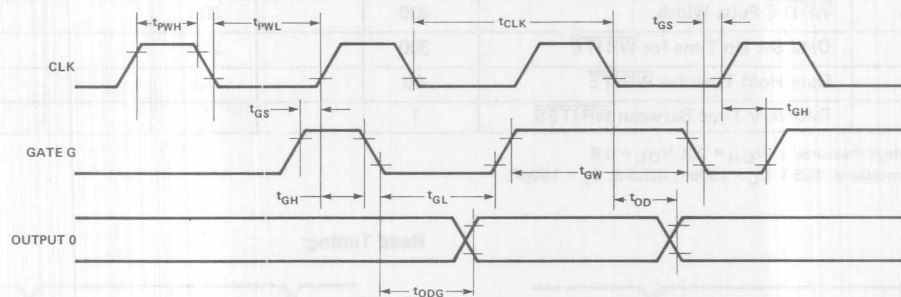 tPWH
tPWL
tCLK
tGS
CLK
tGS
tGH
GATE G
tGW
tGH
tGL
tOD
OUTPUT 0
tODG